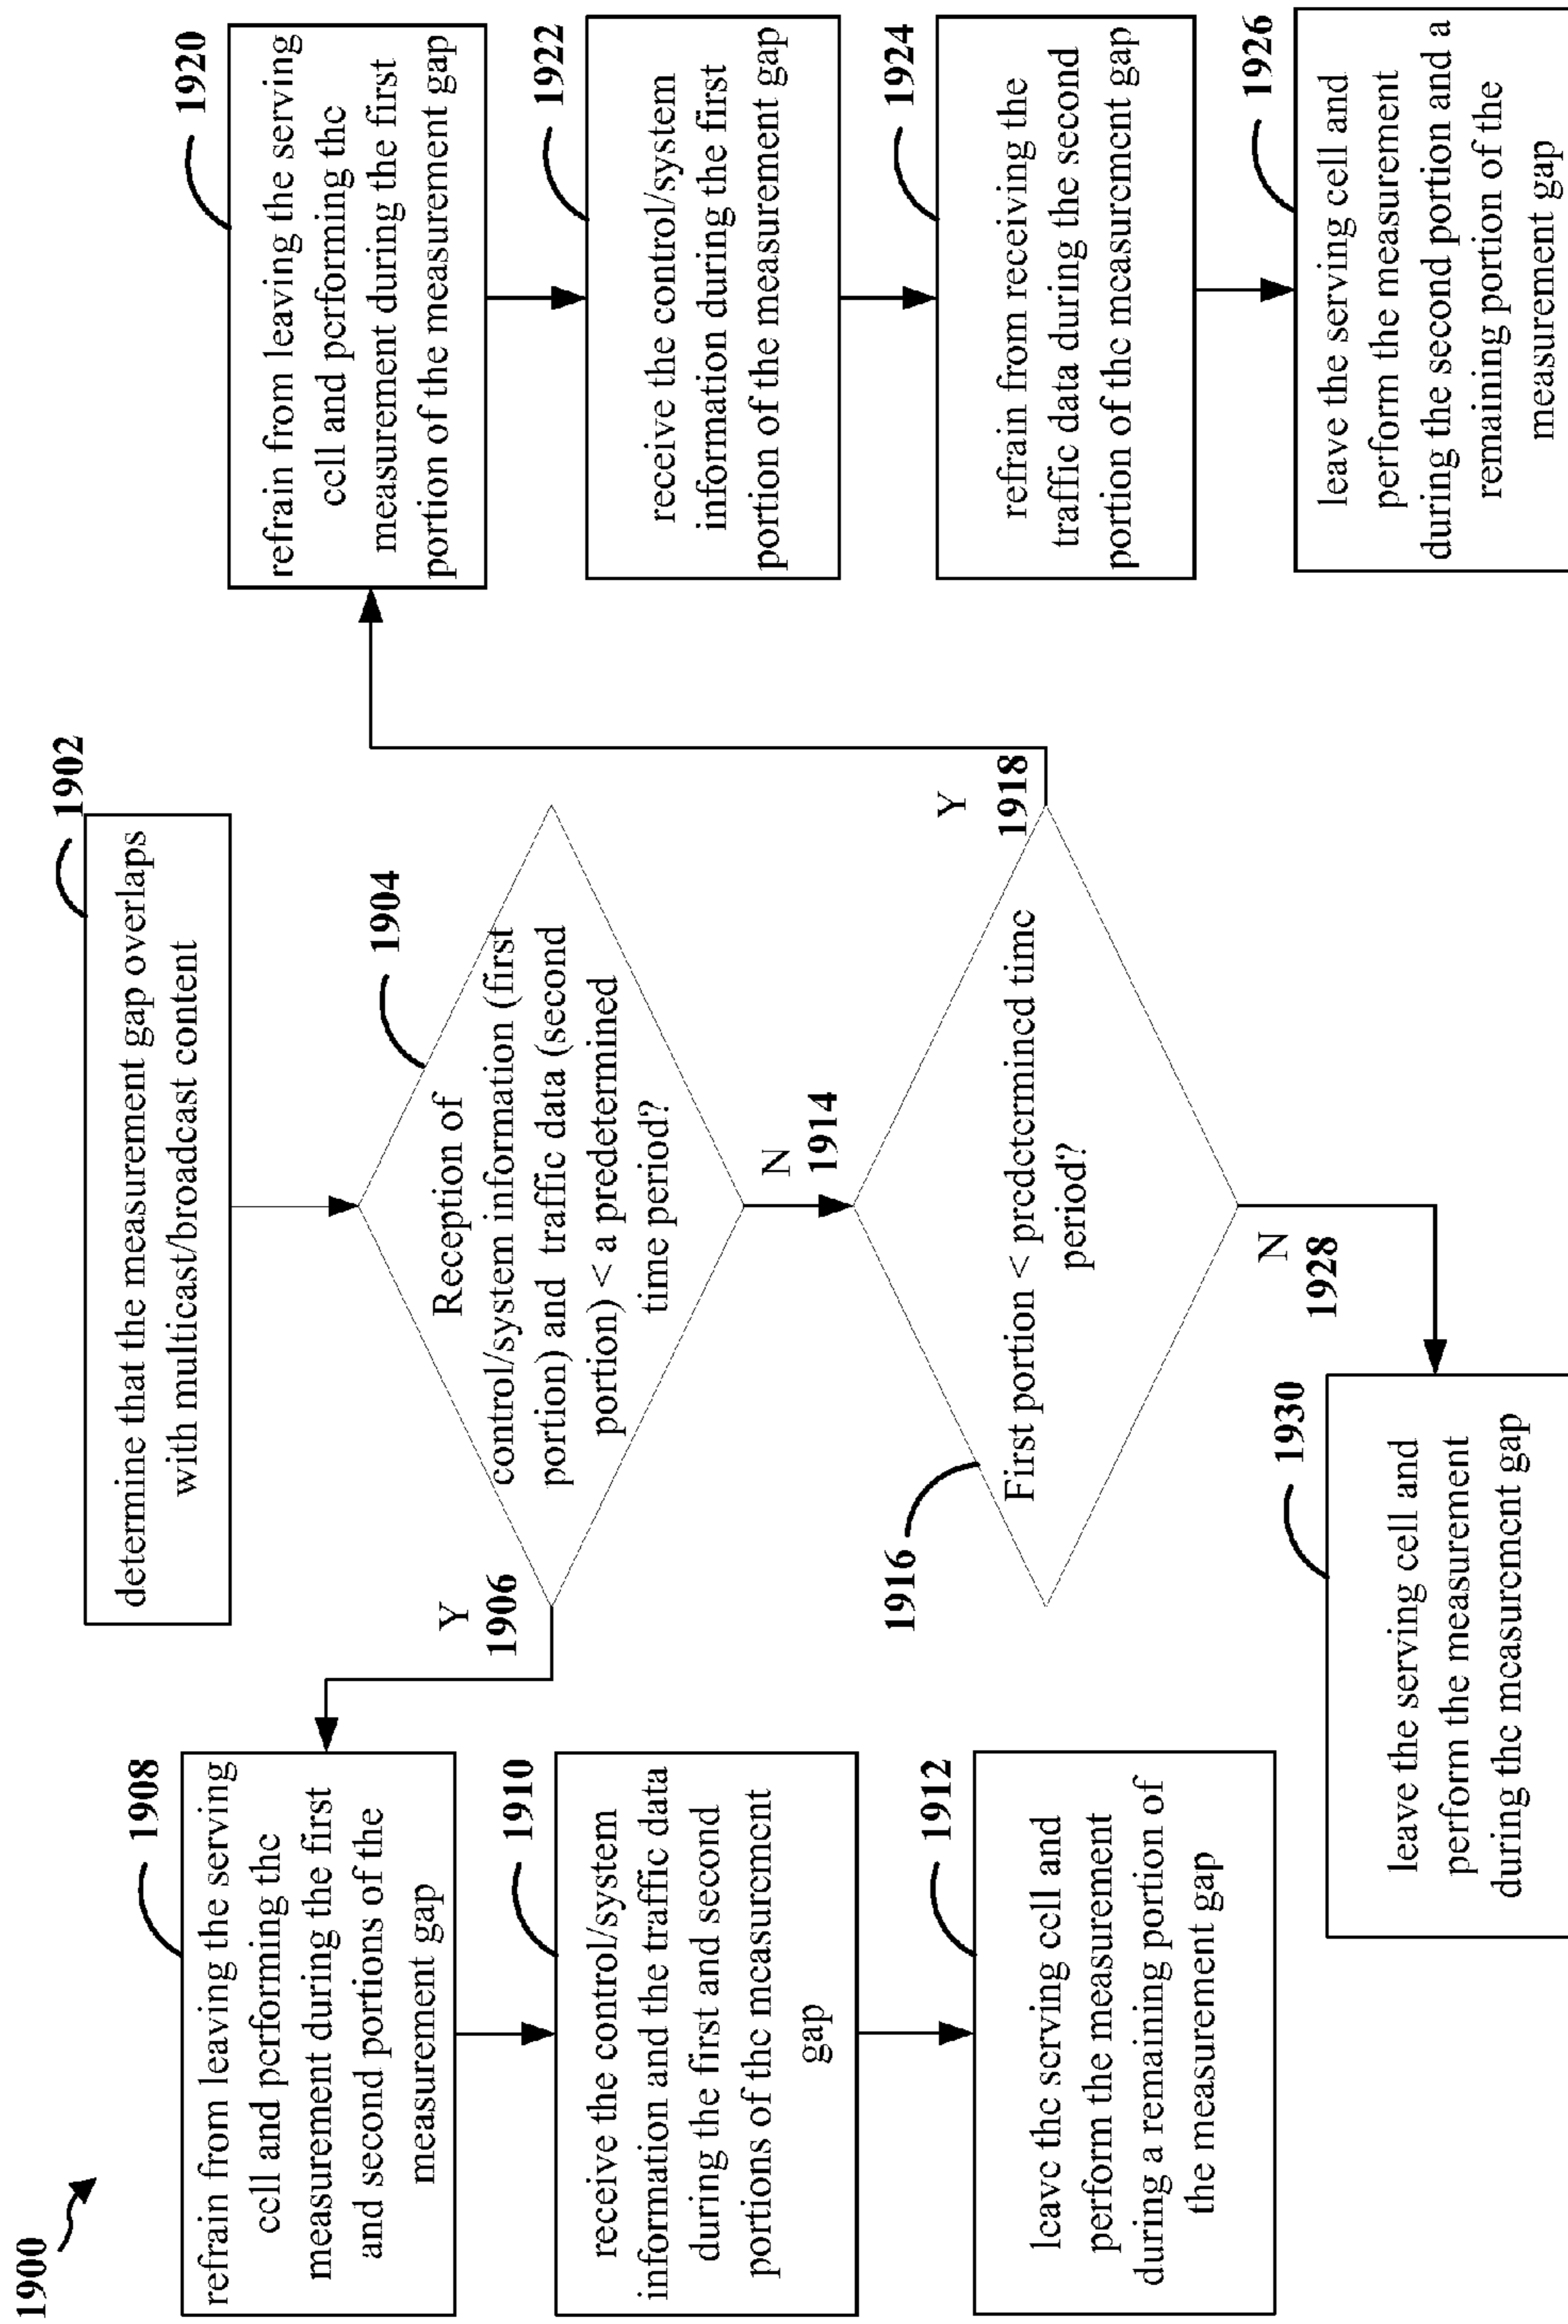 1900
1902
determine that the measurement gap overlaps
with multicast/broadcast content
1904
Reception of
control/system information (first
portion) and traffic data (second
portion) < a predetermined
time period?
Y
1906
1908
refrain from leaving the serving
cell and performing the
measurement during the first
and second portions of the
measurement gap
1910
receive the control/system
information and the traffic data
during the first and second
portions of the measurement
gap
1912
leave the serving cell and
perform the measurement
during a remaining portion of
the measurement gap
N
1914
1916
First portion < predetermined time
period?
Y
1918
1920
refrain from leaving the serving
cell and performing the
measurement during the first
portion of the measurement gap
1922
receive the control/system
information during the first
portion of the measurement gap
1924
refrain from receiving the
traffic data during the second
portion of the measurement gap
1926
leave the serving cell and
perform the measurement
during the second portion and a
remaining portion of the
measurement gap
N
1928
1930
leave the serving cell and
perform the measurement
during the measurement gap